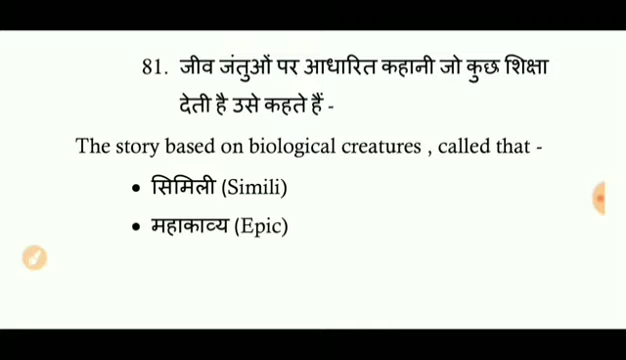 81. जीव जंतुओं पर आधारित कहानी जो कुछ शिक्षा
देती है उसे कहते हैं -
The story based on biological creatures , called that -
• सिमिली (Simili)
• महाकाव्य (Epic)